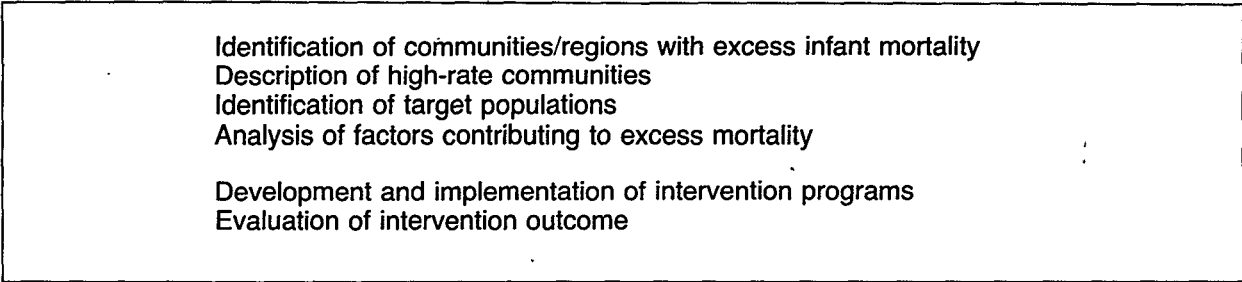 Identification of communities/regions with excess infant mortality
Description of high-rate communities
Identification of target populations
Analysis of factors contributing to excess mortality
Development and implementation of intervention programs
Evaluation of intervention outcome